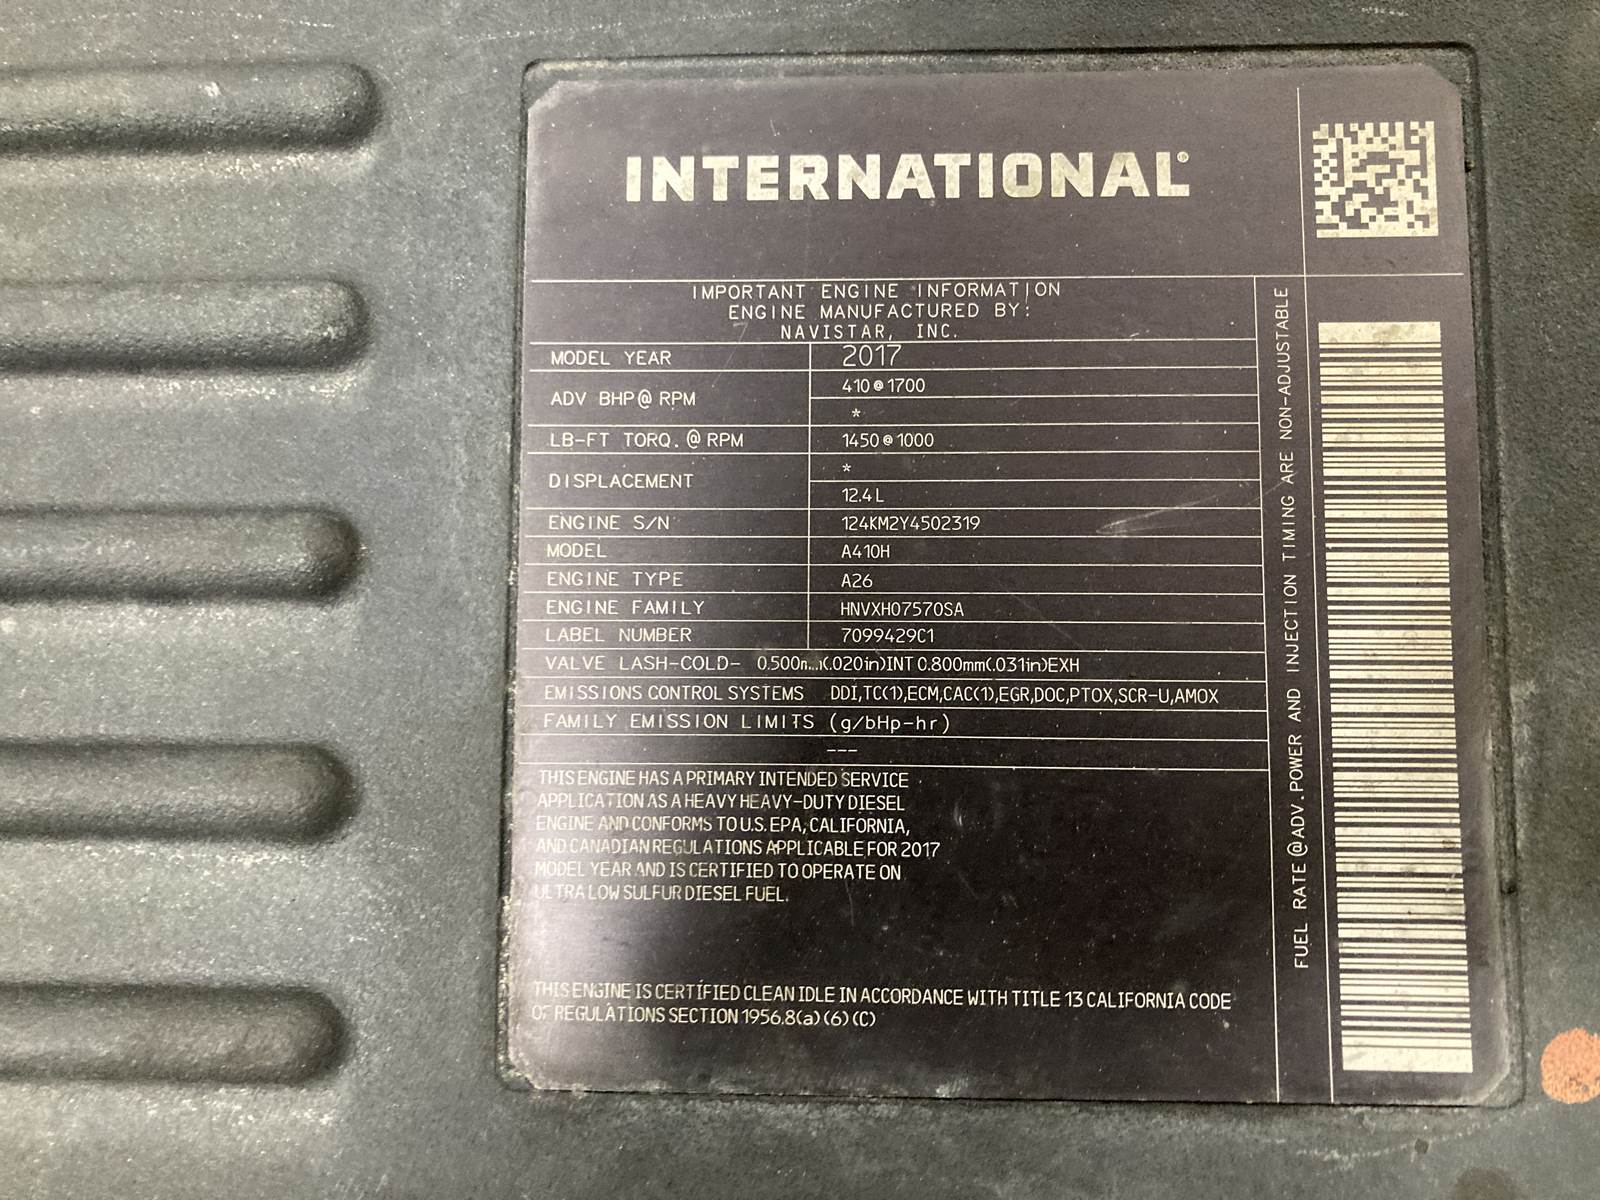 INTERNATIONAL®
IMPORTANT ENGINE INFORMATION
ENGINE MANUFACTURED BY:
NAVISTAR, INC.
MODEL YEAR 2017
ADV BHP@RPM 410@1700
*
LB-FT TORQ.@RPM 1450@1000
DISPLACEMENT *
12.4L
ENGINE S/N 124KM2Y4502319
MODEL A410H
ENGINE TYPE A26
ENGINE FAMILY HNVXH07570SA
LABEL NUMBER 7099429C1
VALVE LASH-COLD- 0.500mm(.020in)INT 0.800mm(.031in)EXH
EMISSIONS CONTROL SYSTEMS DDI,TC(1),ECM,CAC(1),EGR,DOC,PTOX,SCR-U,AMOX
FAMILY EMISSION LIMITS (g/bHp-hr)
---
THIS ENGINE HAS A PRIMARY INTENDED SERVICE
APPLICATION AS A HEAVY HEAVY-DUTY DIESEL
ENGINE AND CONFORMS TO U.S. EPA, CALIFORNIA,
AND CANADIAN REGULATIONS APPLICABLE FOR 2017
MODEL YEAR AND IS CERTIFIED TO OPERATE ON
ULTRA LOW SULFUR DIESEL FUEL.
THIS ENGINE IS CERTIFIED CLEAN IDLE IN ACCORDANCE WITH TITLE 13 CALIFORNIA CODE
OF REGULATIONS SECTION 1956.8(a)(6)(C)
FUEL RATE @ADV.POWER AND INJECTION TIMING ARE NON-ADJUSTABLE